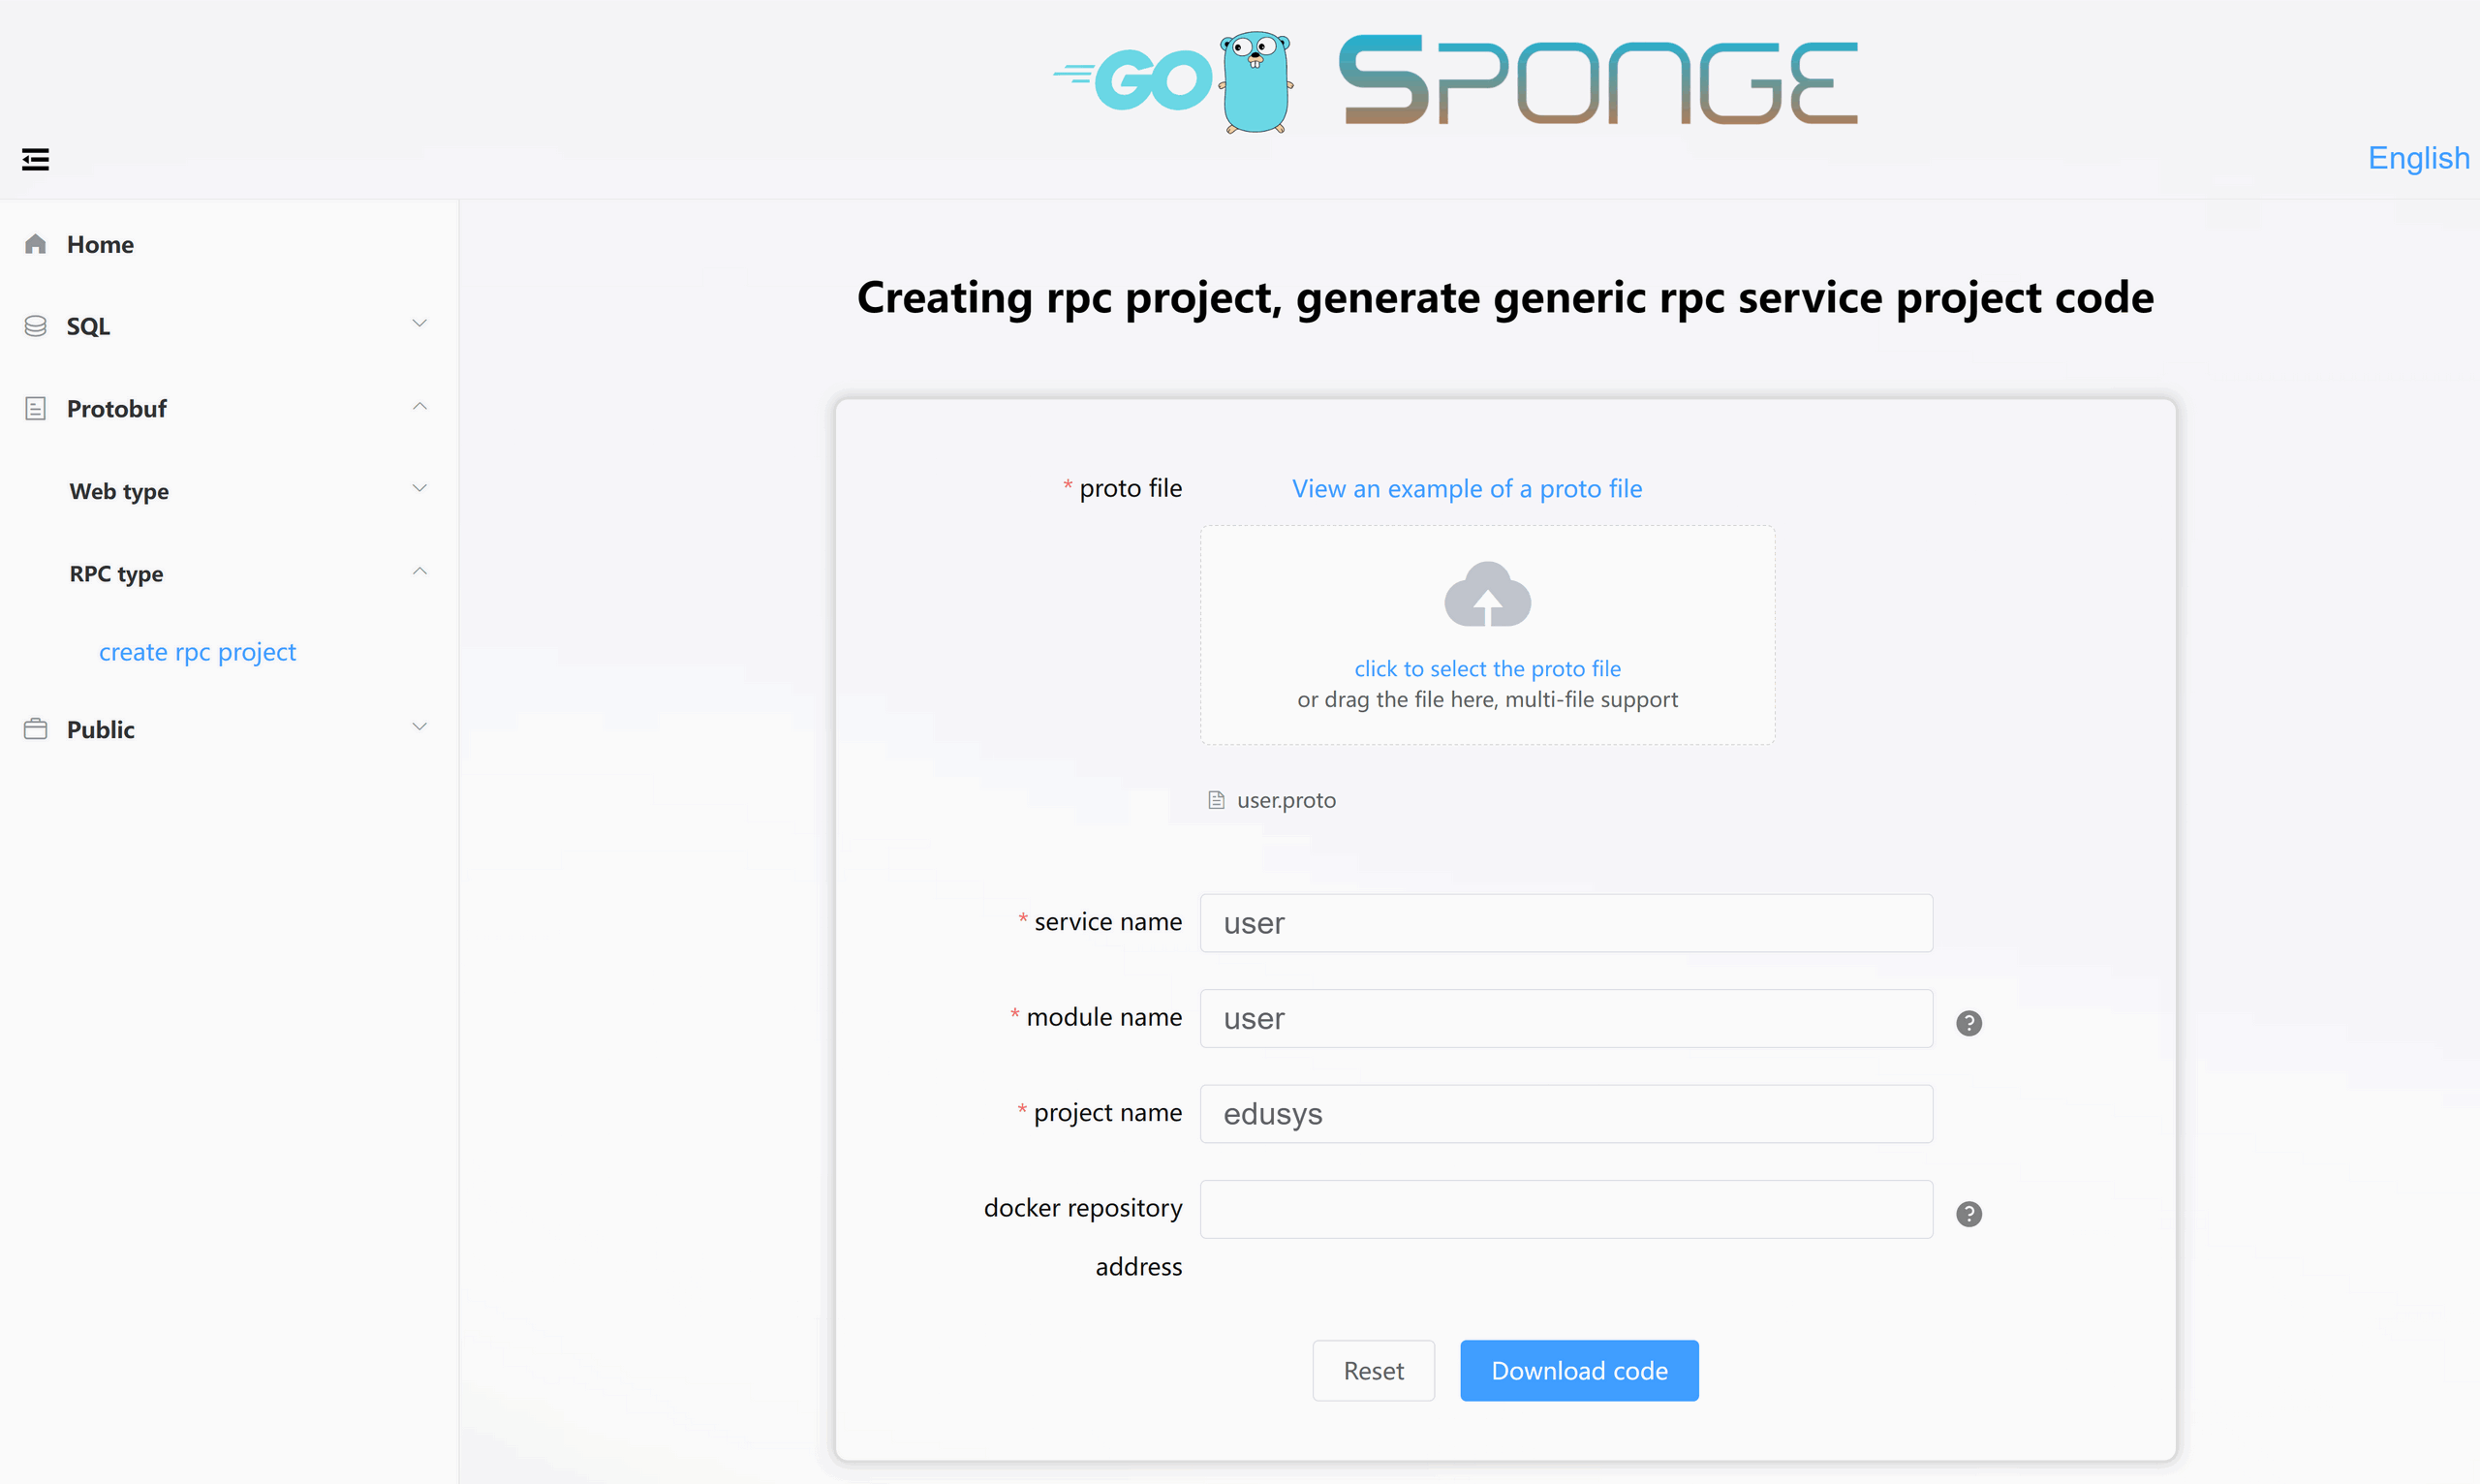 GO SPONGE
English
Home
SQL
Protobuf
Web type
RPC type
create rpc project
Public
Creating rpc project, generate generic rpc service project code
* proto file
View an example of a proto file
click to select the proto file
or drag the file here, multi-file support
user.proto
* service name
user
* module name
user
?
* project name
edusys
docker repository
address
?
Reset
Download code